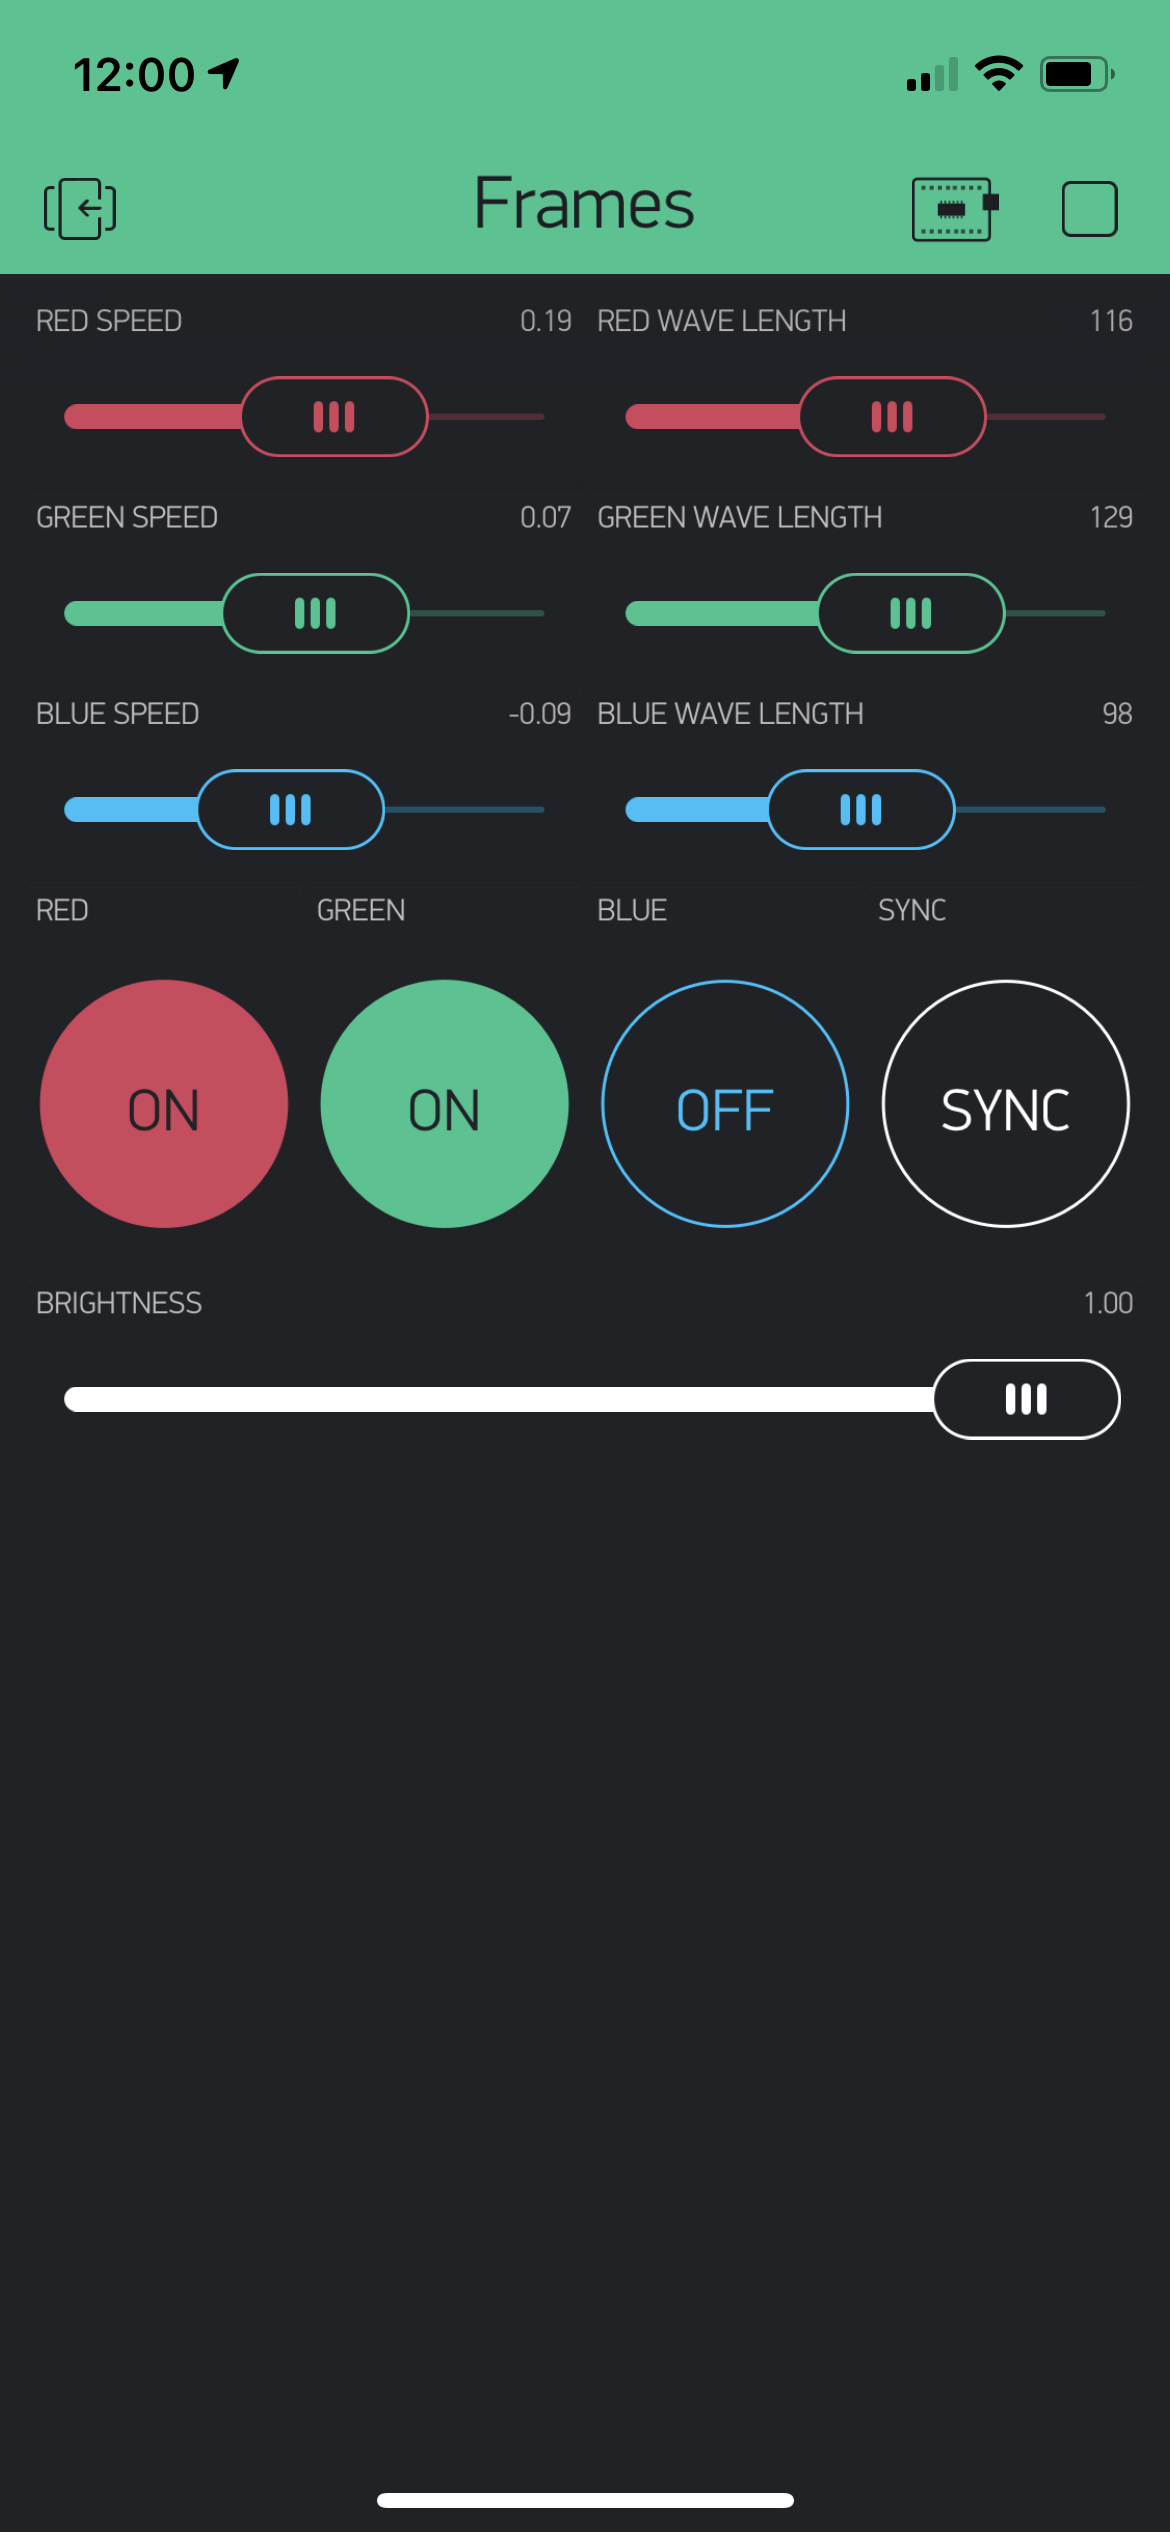 12:00
Frames
RED SPEED 0.19 RED WAVE LENGTH 116
GREEN SPEED 0.07 GREEN WAVE LENGTH 129
BLUE SPEED -0.09 BLUE WAVE LENGTH 98
RED GREEN BLUE SYNC
ON ON OFF SYNC
BRIGHTNESS 1.00